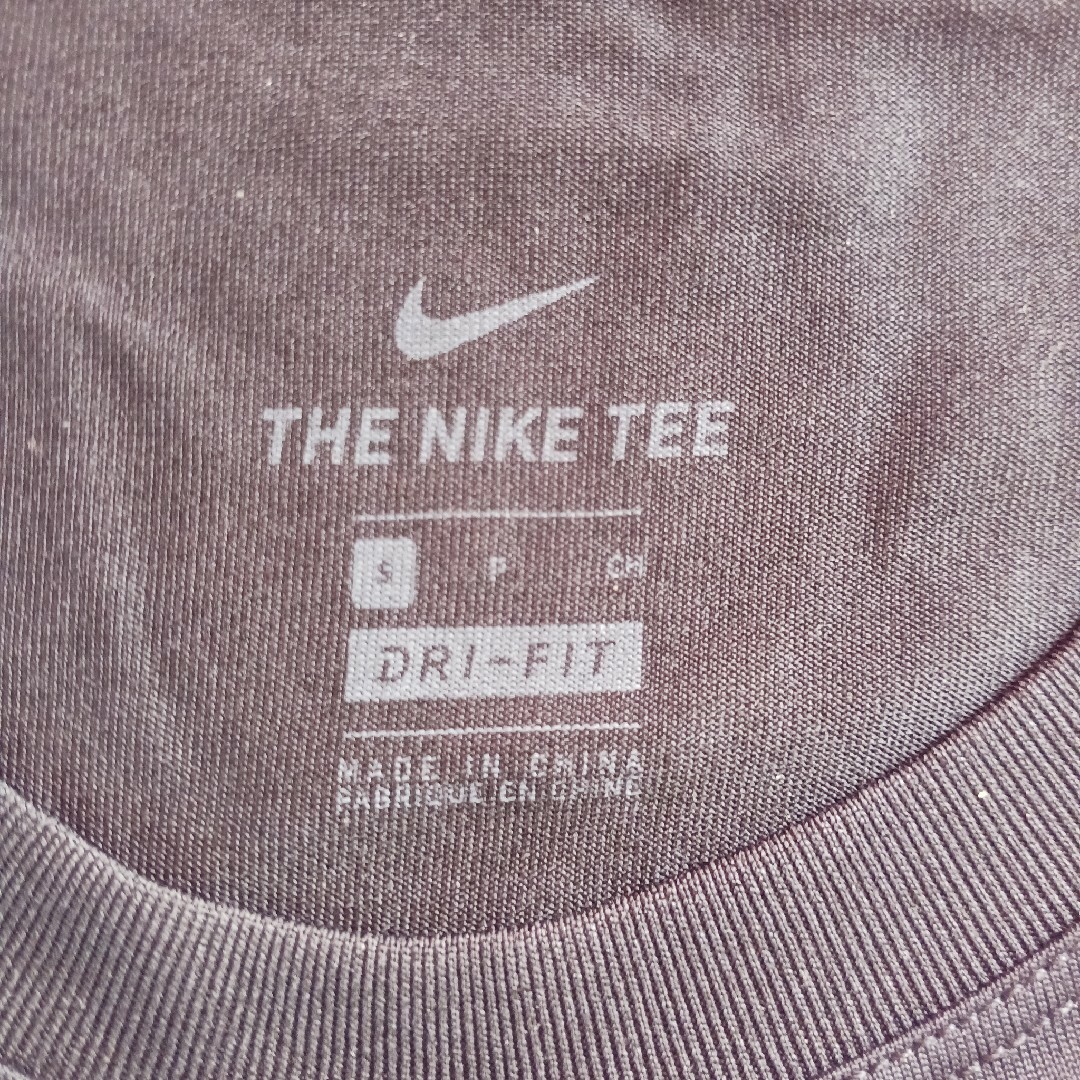 THE NIKE TEE
S P CH
DRI-FIT
MADE IN CHINA
FABRIQUE EN CHINE